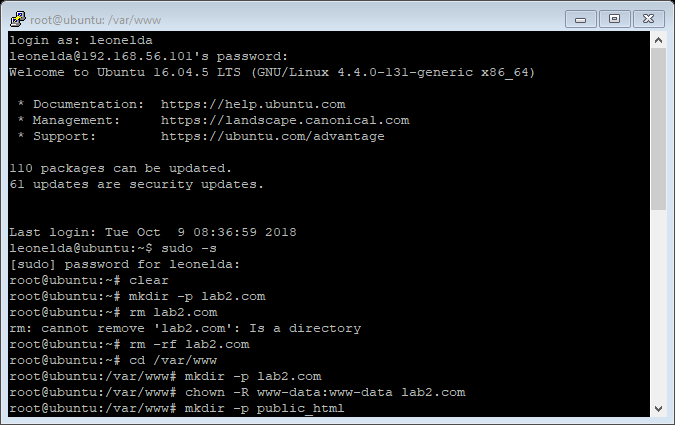 root@ubuntu: /var/www
login as: leonelda
leonelda@192.168.56.101's password:
Welcome to Ubuntu 16.04.5 LTS (GNU/Linux 4.4.0-131-generic x86_64)
* Documentation:  https://help.ubuntu.com
* Management:     https://landscape.canonical.com
* Support:        https://ubuntu.com/advantage
110 packages can be updated.
61 updates are security updates.
Last login: Tue Oct  9 08:36:59 2018
leonelda@ubuntu:~$ sudo -s
[sudo] password for leonelda:
root@ubuntu:~# clear
root@ubuntu:~# mkdir -p lab2.com
root@ubuntu:~# rm lab2.com
rm: cannot remove 'lab2.com': Is a directory
root@ubuntu:~# rm -rf lab2.com
root@ubuntu:~# cd /var/www
root@ubuntu:/var/www# mkdir -p lab2.com
root@ubuntu:/var/www# chown -R www-data:www-data lab2.com
root@ubuntu:/var/www# mkdir -p public_html